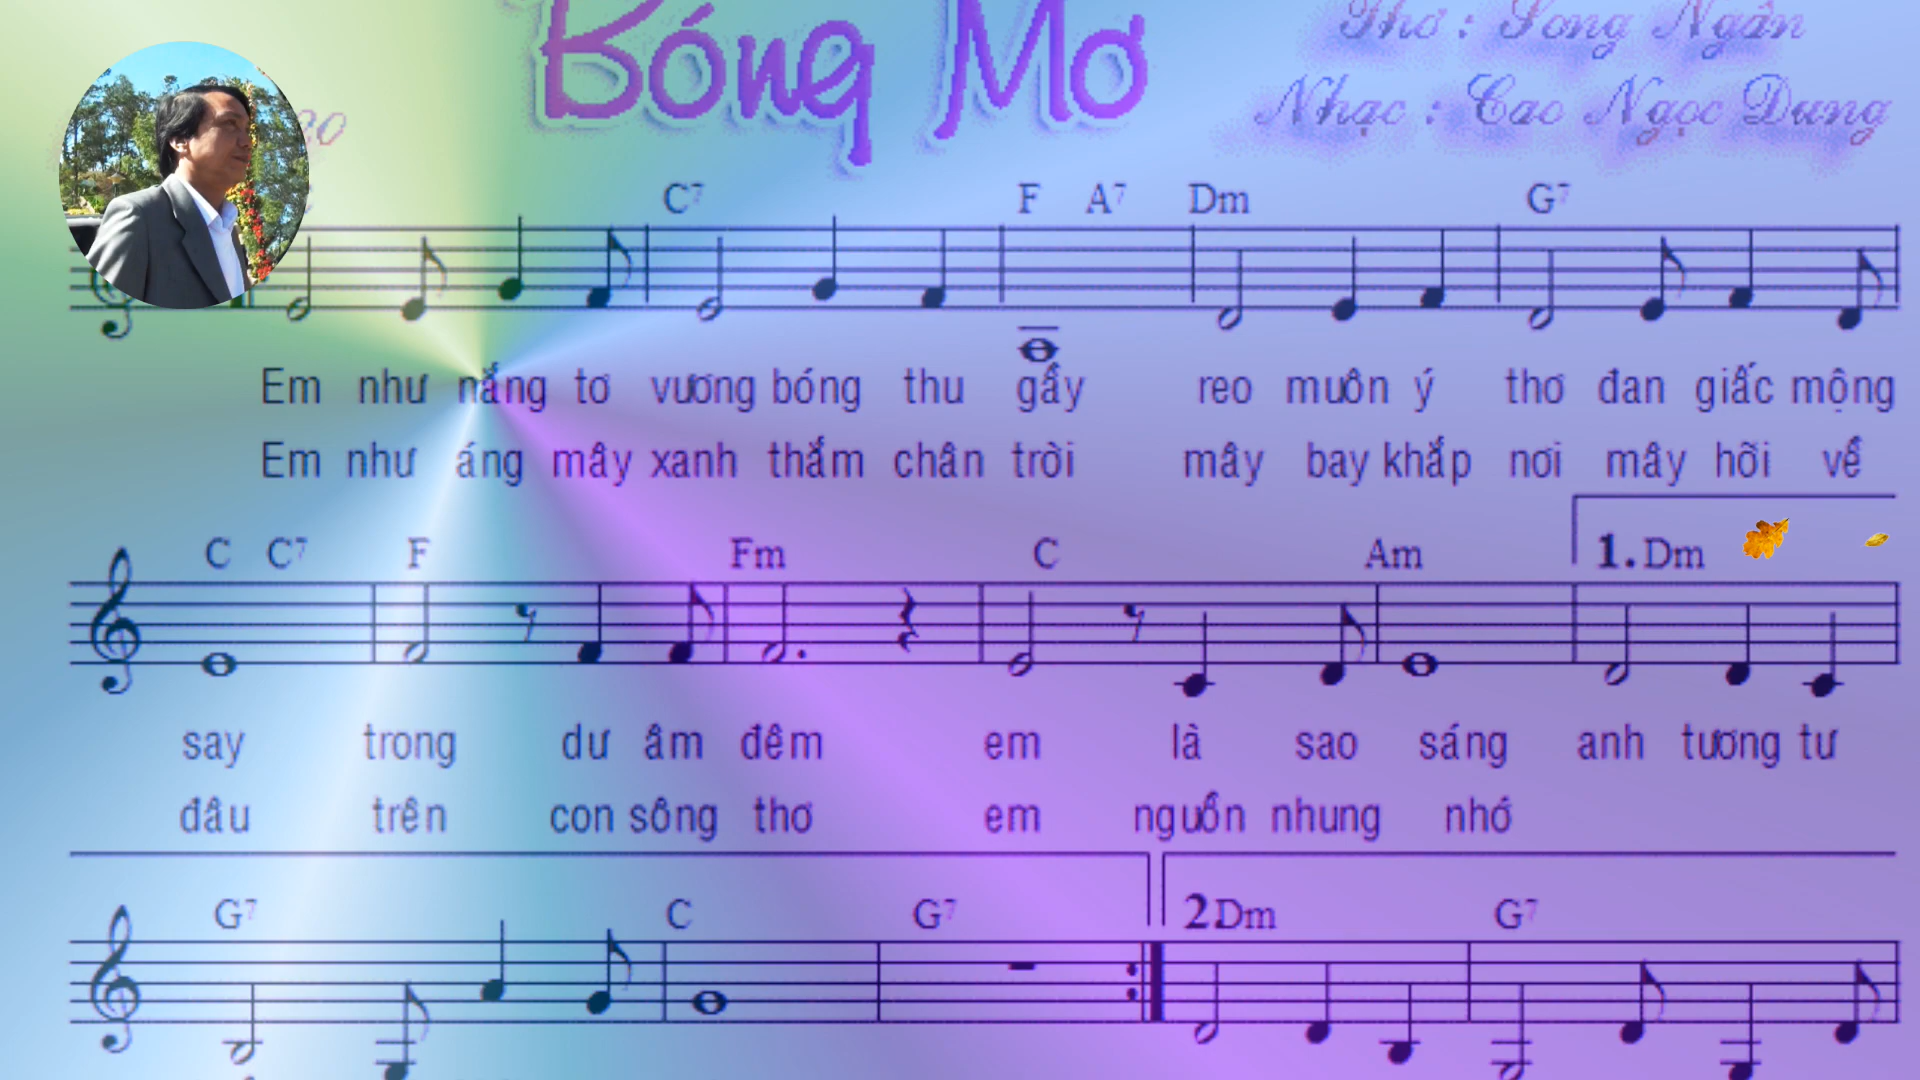 Bóng Mơ
Thơ : Song Ngân
Nhạc : Cao Ngọc Dung
C7 F A7 Dm G7
Em như nắng tơ vương bóng thu gầy reo muôn ý thơ đan giấc mộng
Em như áng mây xanh thắm chân trời mây bay khắp nơi mây hỡi về
C C7 F Fm C Am 1. Dm
say trong dư âm đêm em là sao sáng anh tương tư
đâu trên con sông thơ em nguồn nhung nhớ
G7 C G7 2. Dm G7